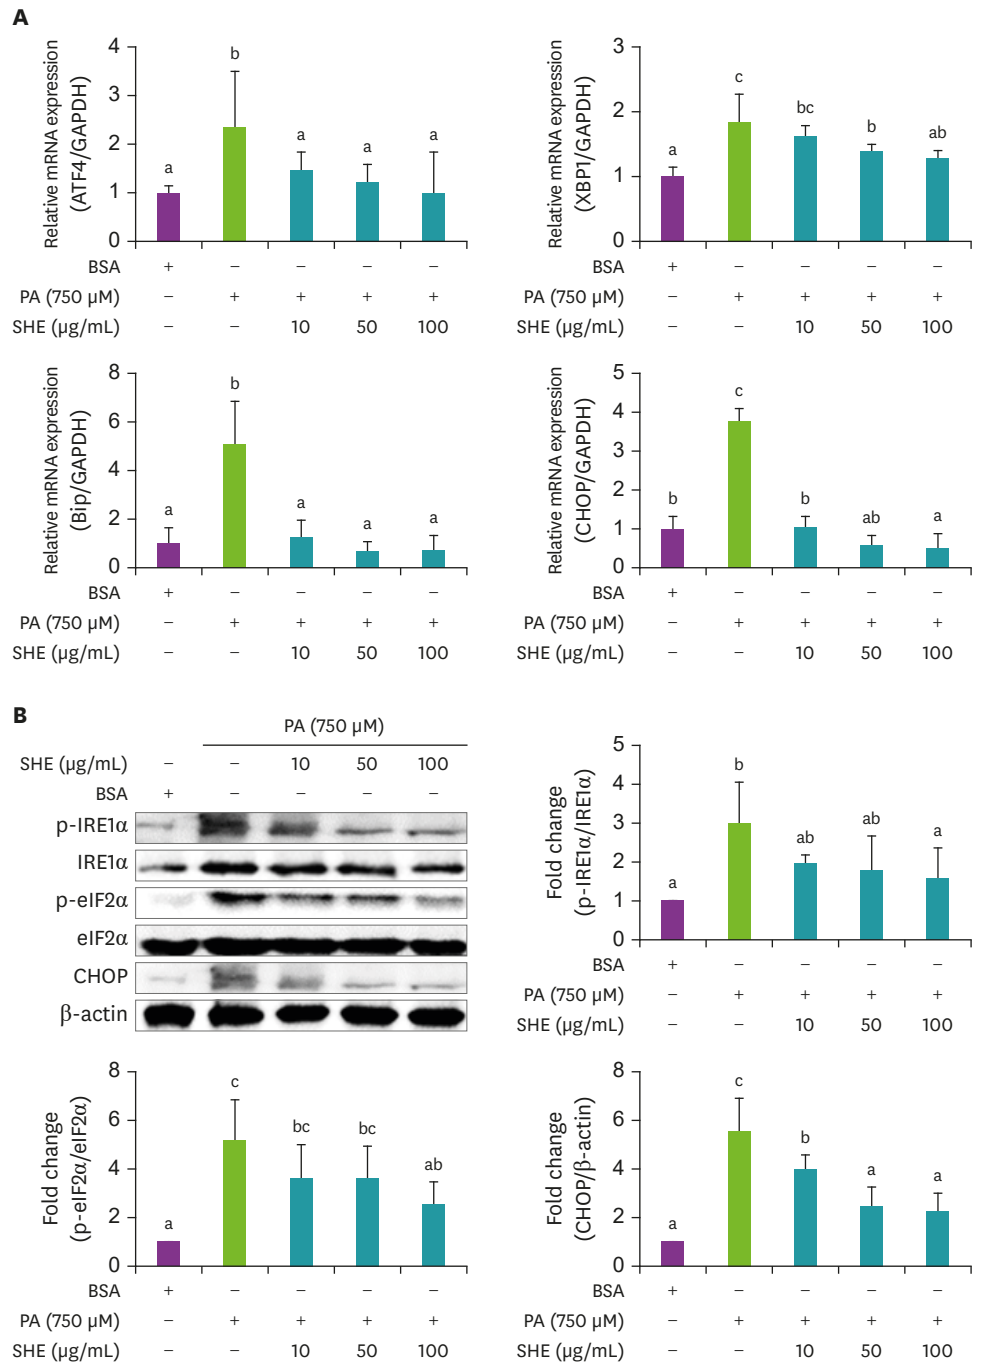 A
Relative mRNA expression
(ATF4/GAPDH)
4
3
2
1
0
a
b
a
a
a
BSA + − − − −
PA (750 µM) − + + + +
SHE (µg/mL) − − 10 50 100
Relative mRNA expression
(XBP1/GAPDH)
3
2
1
0
a
c
bc
b
ab
BSA + − − − −
PA (750 µM) − + + + +
SHE (µg/mL) − − 10 50 100
Relative mRNA expression
(Bip/GAPDH)
8
6
4
2
0
a
b
a
a
a
BSA + − − − −
PA (750 µM) − + + + +
SHE (µg/mL) − − 10 50 100
Relative mRNA expression
(CHOP/GAPDH)
5
4
3
2
1
0
b
c
b
ab
a
BSA + − − − −
PA (750 µM) − + + + +
SHE (µg/mL) − − 10 50 100
B
PA (750 µM)
SHE (µg/mL) − − 10 50 100
BSA + − − − −
p-IRE1α
IRE1α
p-eIF2α
eIF2α
CHOP
β-actin
Fold change
(p-IRE1α/IRE1α)
5
4
3
2
1
0
a
b
ab
ab
a
BSA + − − − −
PA (750 µM) − + + + +
SHE (µg/mL) − − 10 50 100
Fold change
(p-eIF2α/eIF2α)
8
6
4
2
0
a
c
bc
bc
ab
BSA + − − − −
PA (750 µM) − + + + +
SHE (µg/mL) − − 10 50 100
Fold change
(CHOP/β-actin)
8
6
4
2
0
a
c
b
a
a
BSA + − − − −
PA (750 µM) − + + + +
SHE (µg/mL) − − 10 50 100